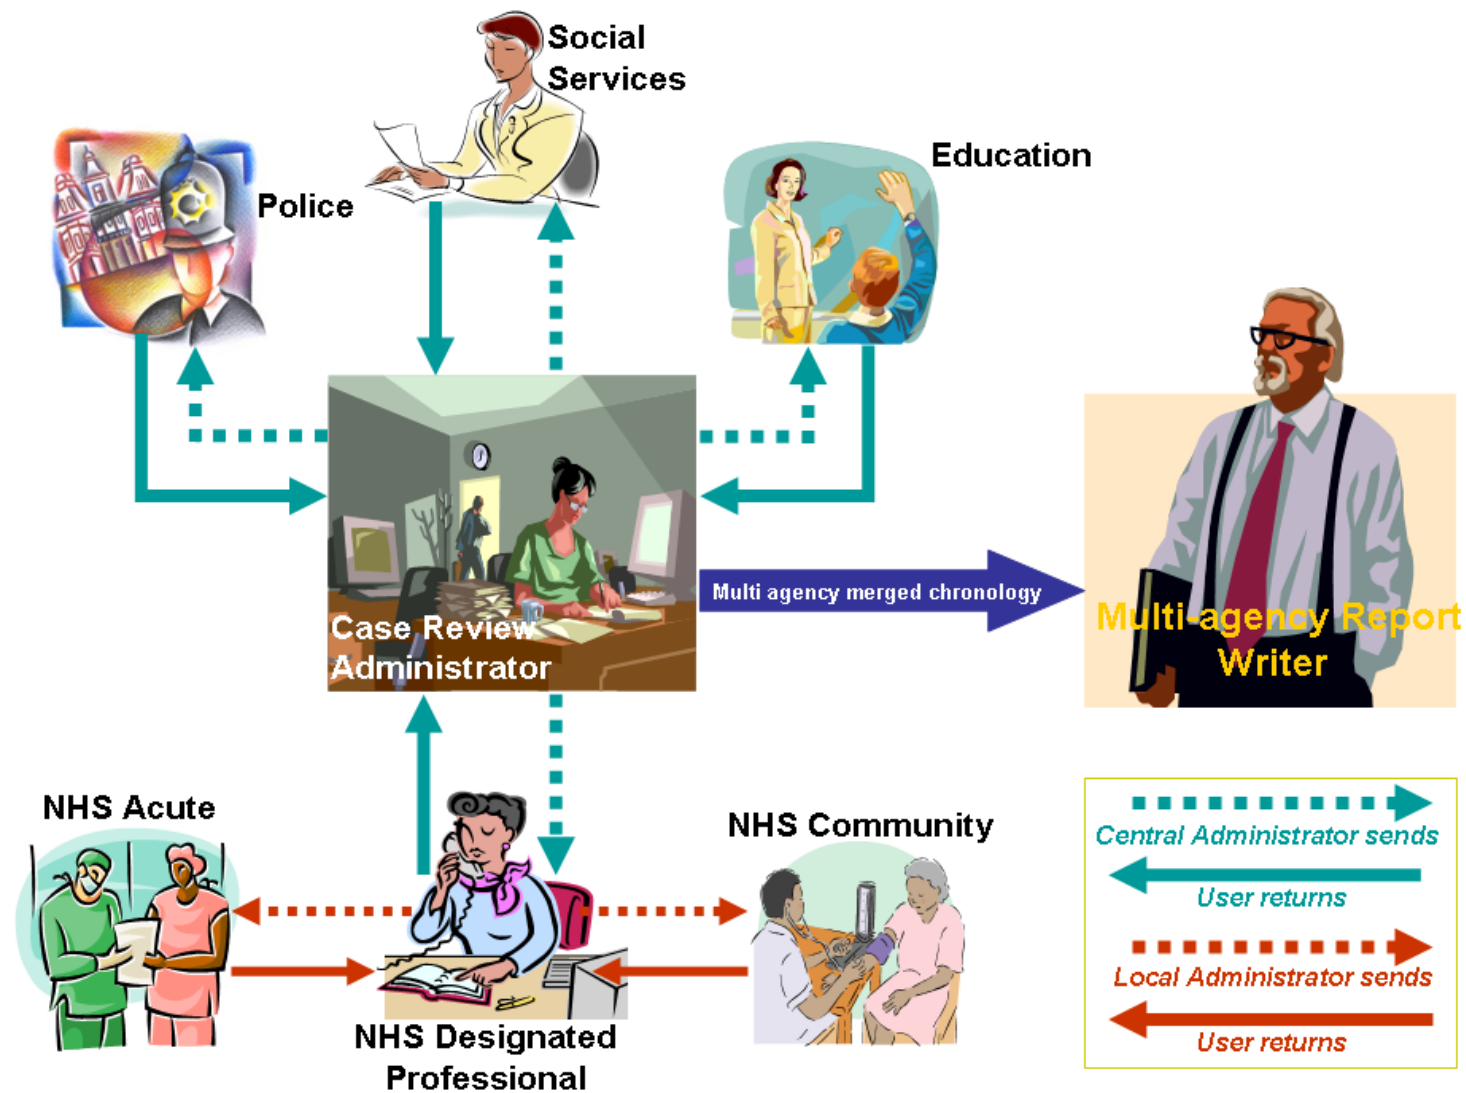 Social
Services
Education
Police
Multi agency merged chronology
Case Review
Administrator
Multi-agency Report
Writer
NHS Acute
NHS Community
NHS Designated
Professional
Central Administrator sends
User returns
Local Administrator sends
User returns